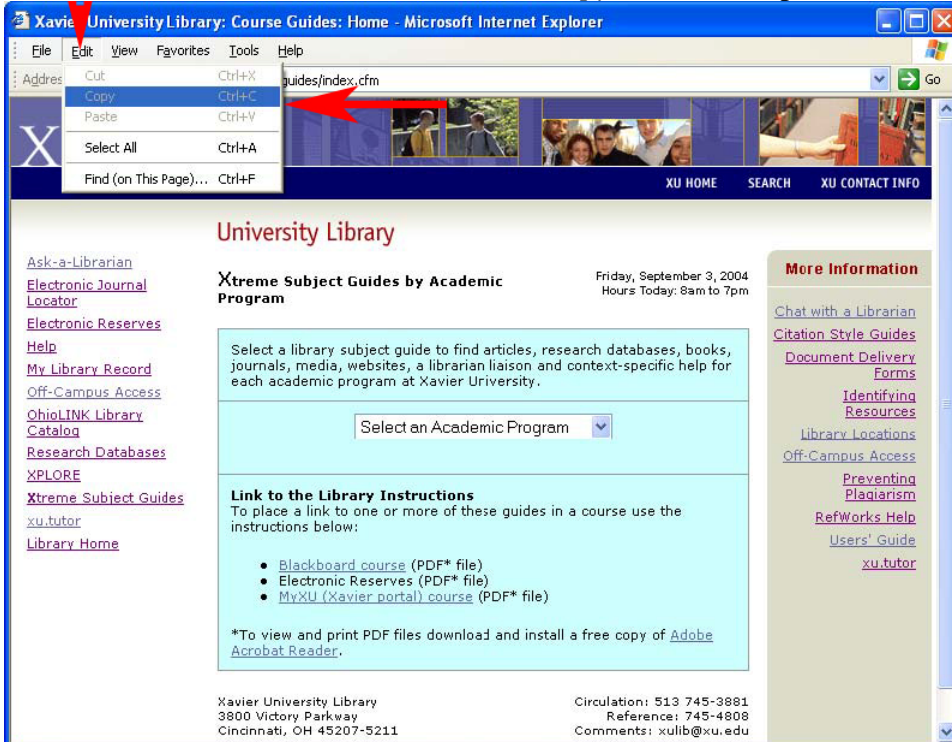 Xavier University Library: Course Guides: Home - Microsoft Internet Explorer
File Edit View Favorites Tools Help
Addres guides/index.cfm Go
Cut Ctrl+X
Copy Ctrl+C
Paste Ctrl+V
Select All Ctrl+A
Find (on This Page)... Ctrl+F
X
XU HOME SEARCH XU CONTACT INFO
University Library
Ask-a-Librarian
Electronic Journal
Locator
Electronic Reserves
Help
My Library Record
Off-Campus Access
OhioLINK Library
Catalog
Research Databases
XPLORE
Xtreme Subject Guides
xu.tutor
Library Home
Xtreme Subject Guides by Academic
Program
Friday, September 3, 2004
Hours Today: 8am to 7pm
Select a library subject guide to find articles, research databases, books,
journals, media, websites, a librarian liaison and context-specific help for
each academic program at Xavier University.
Select an Academic Program
Link to the Library Instructions
To place a link to one or more of these guides in a course use the
instructions below:
• Blackboard course (PDF* file)
• Electronic Reserves (PDF* file)
• MyXU (Xavier portal) course (PDF* file)
*To view and print PDF files download and install a free copy of Adobe
Acrobat Reader.
Xavier University Library
3800 Victory Parkway
Cincinnati, OH 45207-5211
Circulation: 513 745-3881
Reference: 745-4808
Comments: xulib@xu.edu
More Information
Chat with a Librarian
Citation Style Guides
Document Delivery
Forms
Identifying
Resources
Library Locations
Off-Campus Access
Preventing
Plagiarism
RefWorks Help
Users' Guide
xu.tutor